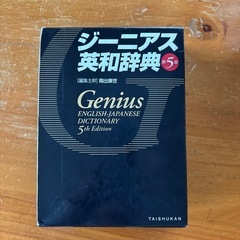 ジーニアス
英和辞典
第5版
[編集主幹] 南出康世
Genius
ENGLISH-JAPANESE
DICTIONARY
5th Edition
TAISHUKAN